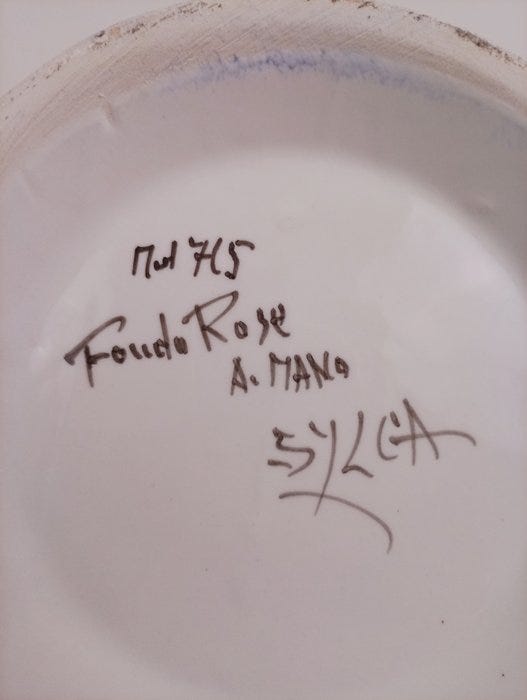 Mod 715
Fondo Rose
A. MANO
SYLCA